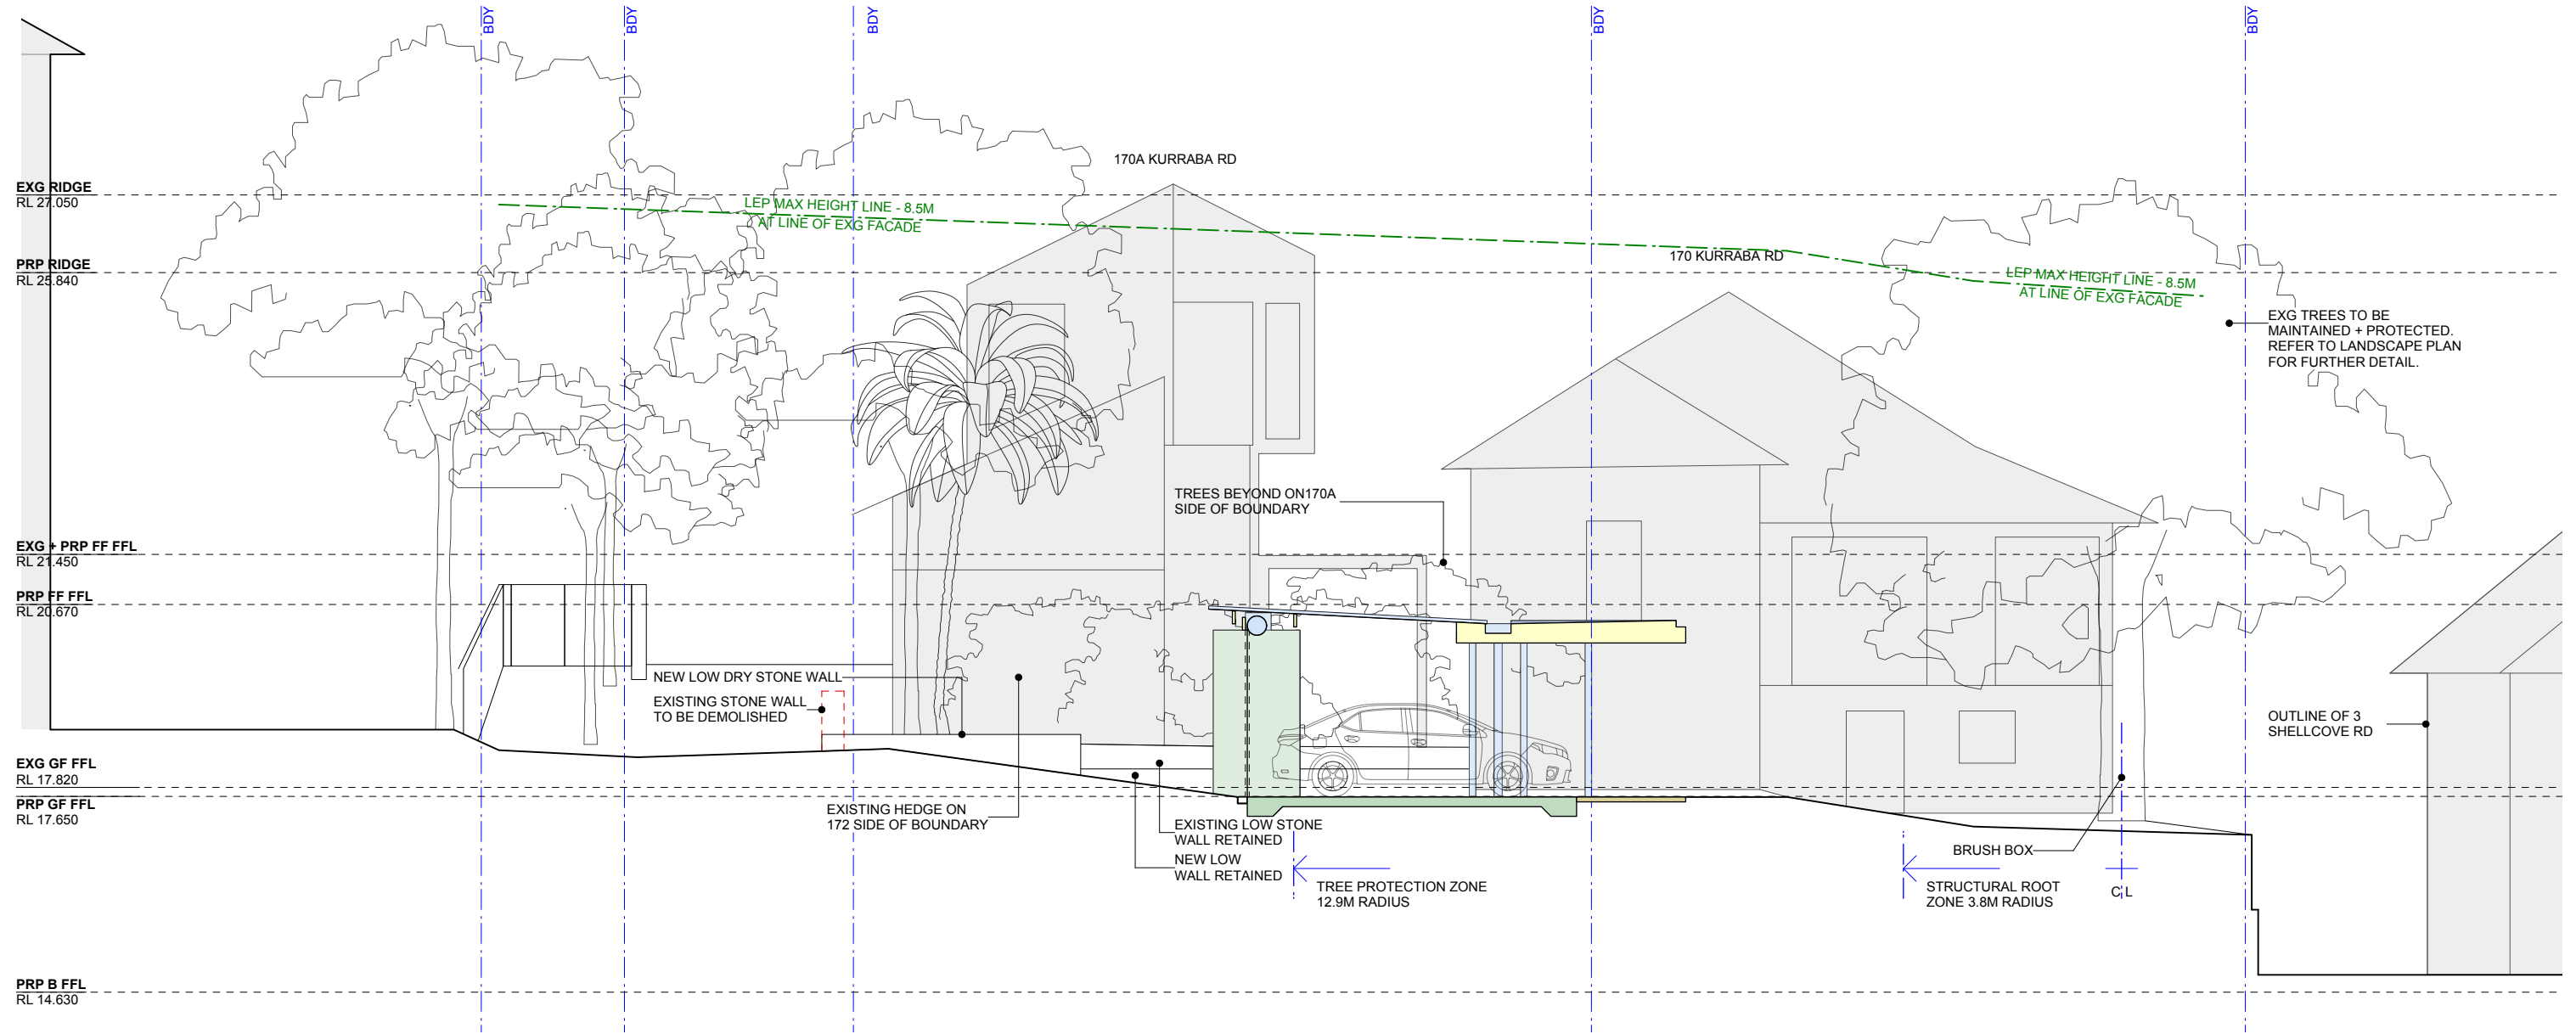 BDY
BDY
BDY
BDY
BDY
170A KURRABA RD
EXG RIDGE
RL 27.050
LEP MAX HEIGHT LINE - 8.5M
AT LINE OF EXG FACADE
170 KURRABA RD
PRP RIDGE
RL 25.840
LEP MAX HEIGHT LINE - 8.5M
AT LINE OF EXG FACADE
EXG TREES TO BE
MAINTAINED + PROTECTED.
REFER TO LANDSCAPE PLAN
FOR FURTHER DETAIL.
TREES BEYOND ON170A
SIDE OF BOUNDARY
EXG + PRP FF FFL
RL 21.450
PRP FF FFL
RL 20.670
NEW LOW DRY STONE WALL
EXISTING STONE WALL
TO BE DEMOLISHED
OUTLINE OF 3
SHELLCOVE RD
EXG GF FFL
RL 17.820
PRP GF FFL
RL 17.650
EXISTING HEDGE ON
172 SIDE OF BOUNDARY
EXISTING LOW STONE
WALL RETAINED
NEW LOW
WALL RETAINED
BRUSH BOX
TREE PROTECTION ZONE
12.9M RADIUS
STRUCTURAL ROOT
ZONE 3.8M RADIUS
C L
PRP B FFL
RL 14.630